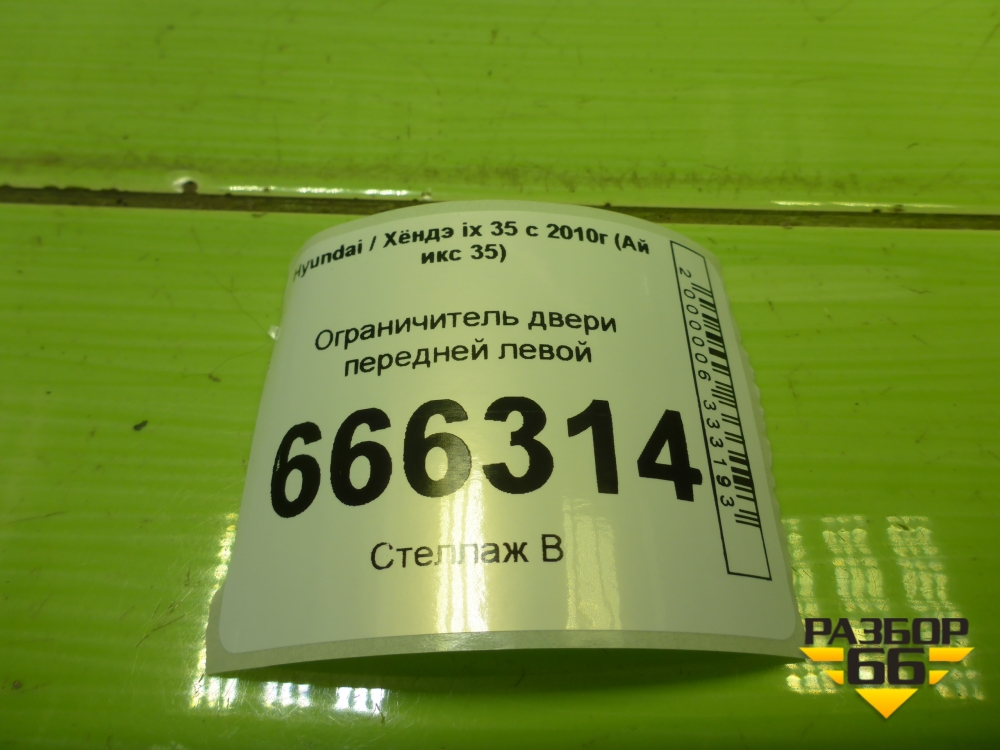 Hyundai / Хёндэ ix 35 с 2010г (Ай
икс 35)
Ограничитель двери
передней левой
666314
Стеллаж В
2000006333193
РАЗБОР
66